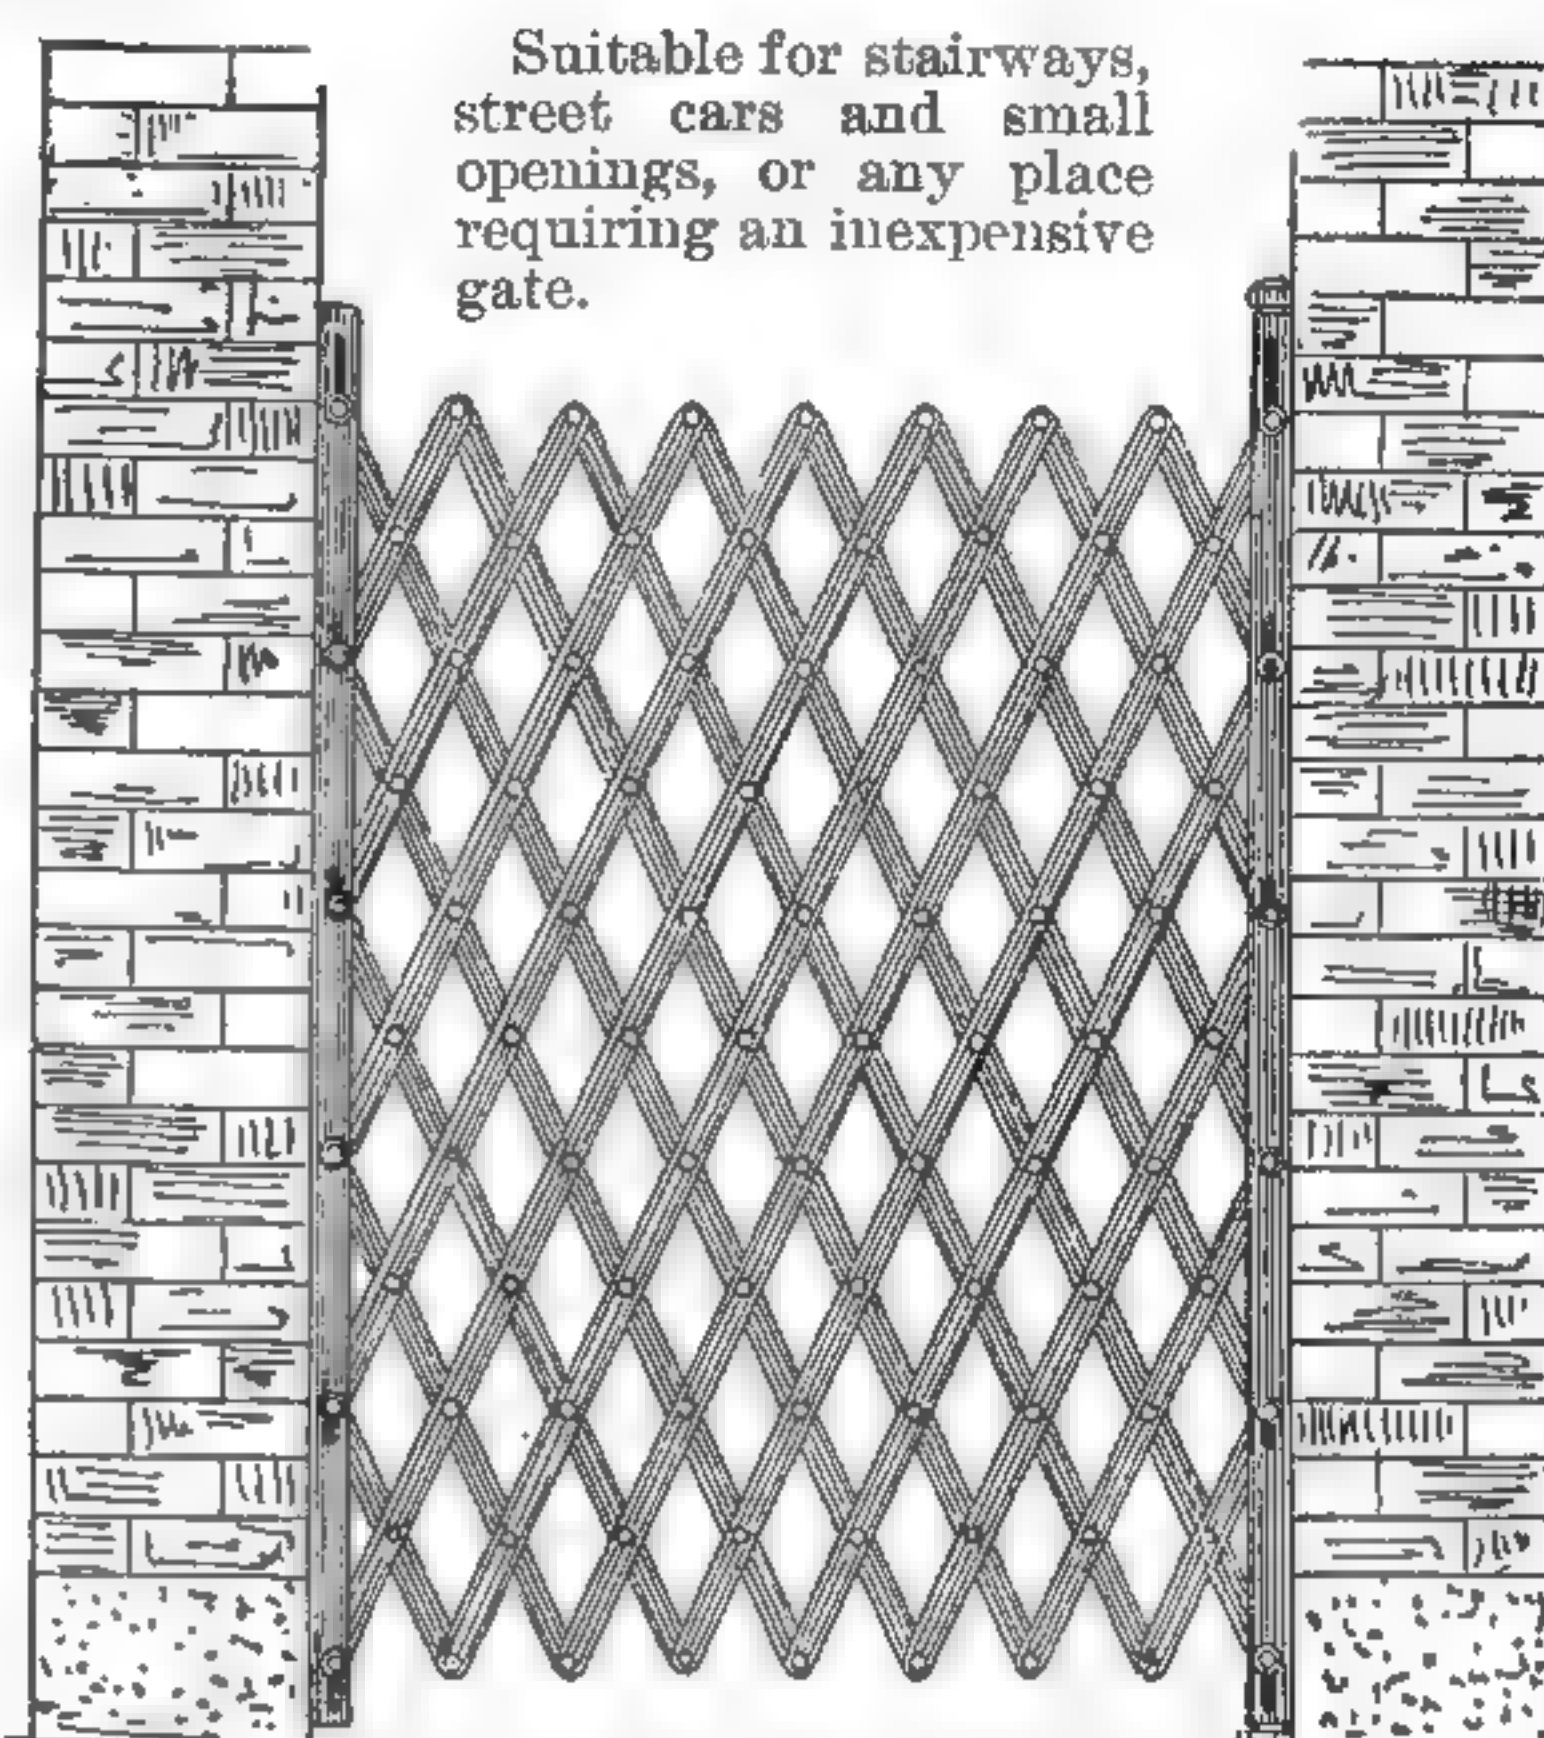 Suitable for stairways,
street cars and small
openings, or any place
requiring an inexpensive
gate.